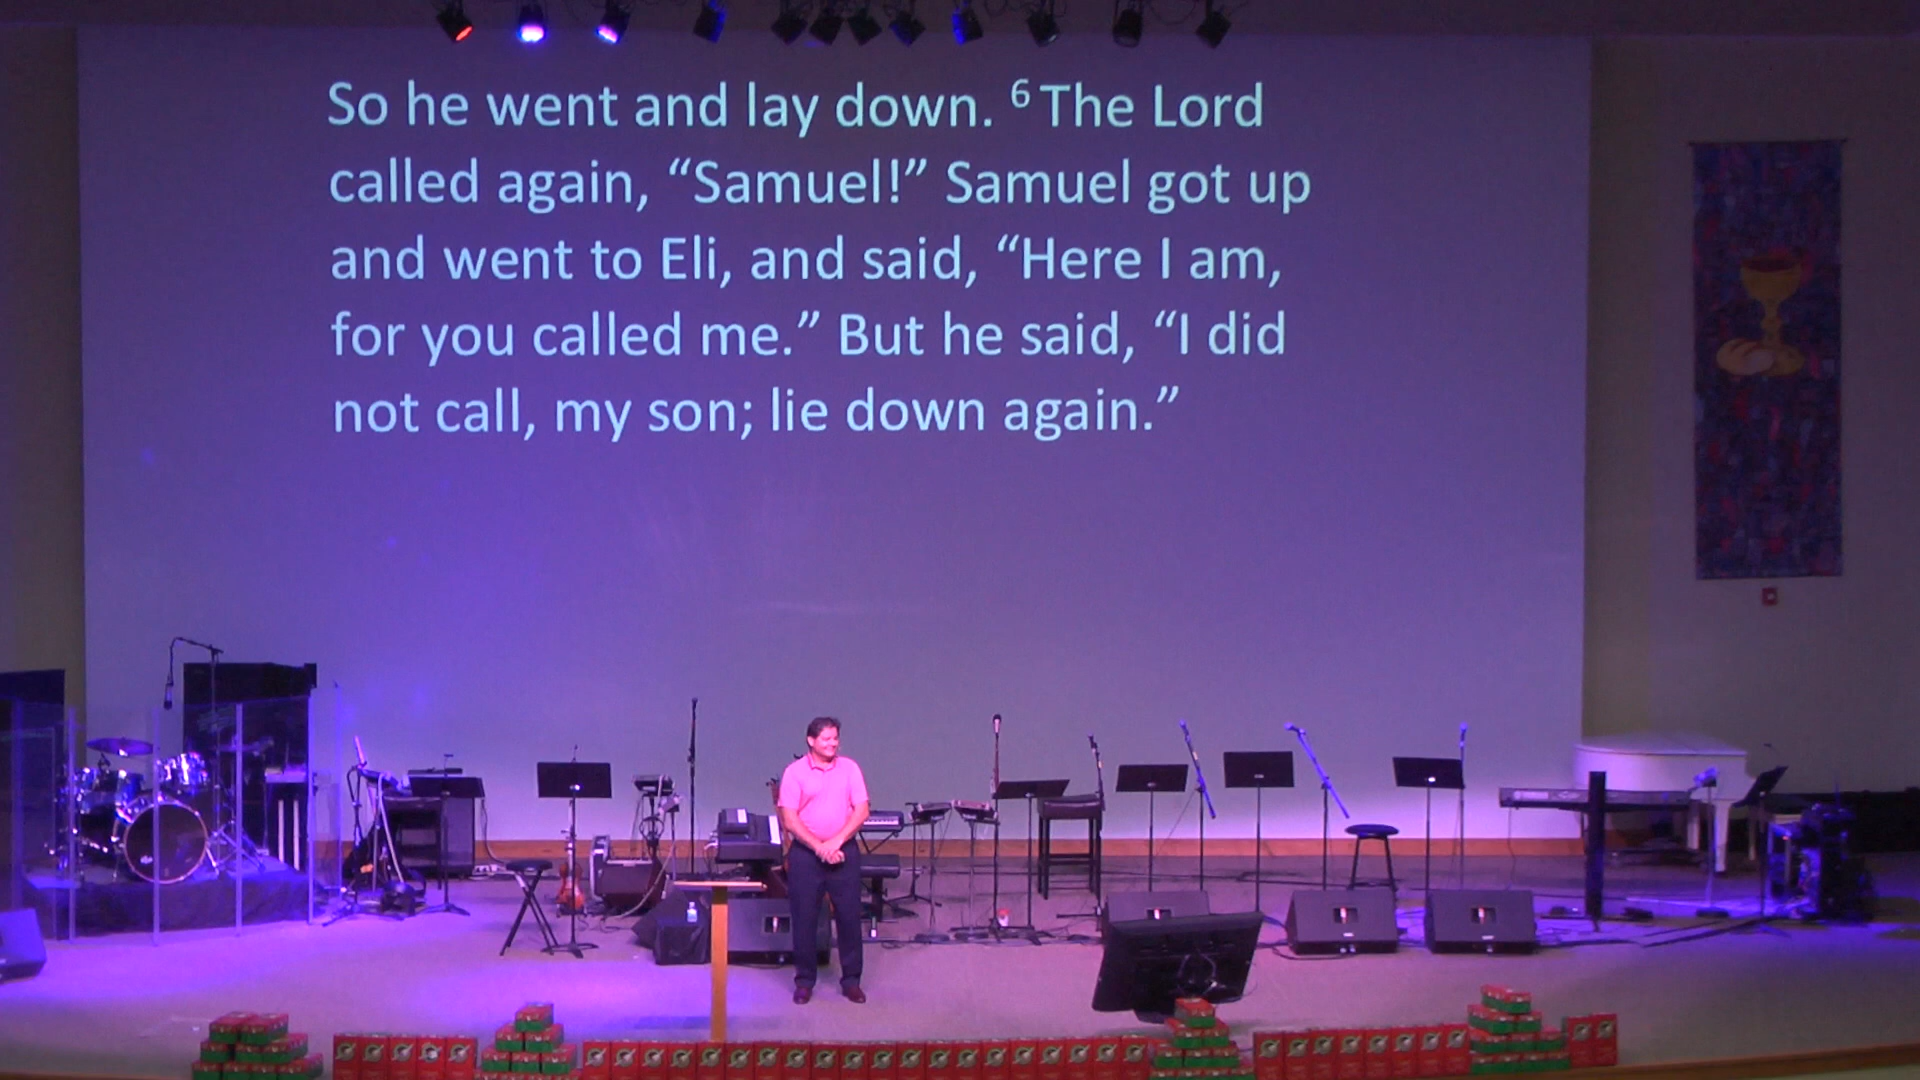 So he went and lay down. ⁶ The Lord
called again, “Samuel!” Samuel got up
and went to Eli, and said, “Here I am,
for you called me.” But he said, “I did
not call, my son; lie down again.”